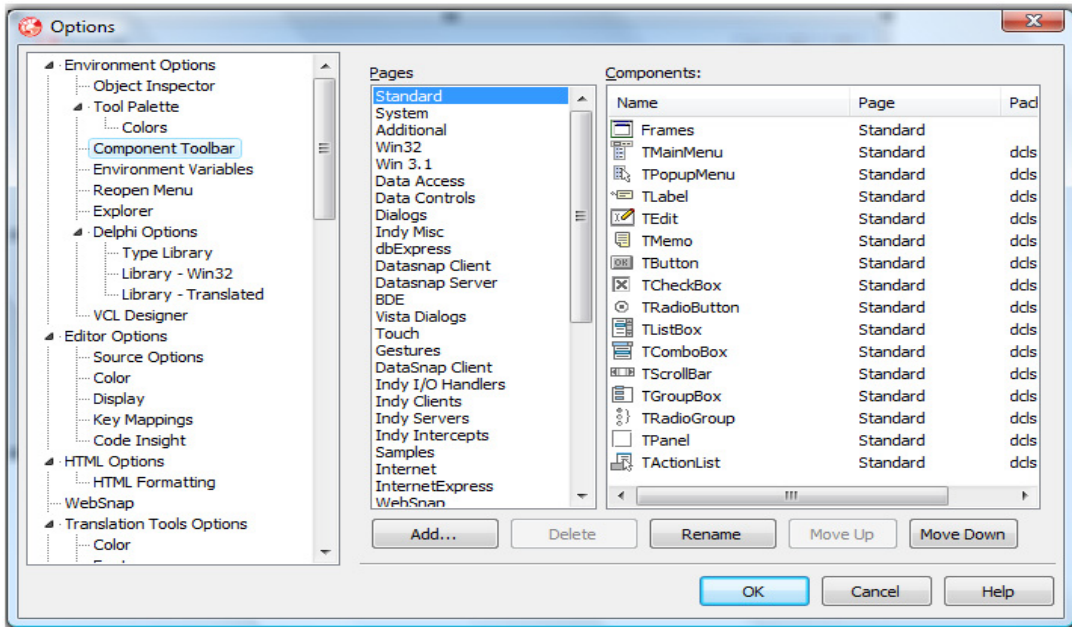 Options
Environment Options
Object Inspector
Tool Palette
Colors
Component Toolbar
Environment Variables
Reopen Menu
Explorer
Delphi Options
Type Library
Library - Win32
Library - Translated
VCL Designer
Editor Options
Source Options
Color
Display
Key Mappings
Code Insight
HTML Options
HTML Formatting
WebSnap
Translation Tools Options
Color
Pages
Standard
System
Additional
Win32
Win 3.1
Data Access
Data Controls
Dialogs
Indy Misc
dbExpress
Datasnap Client
Datasnap Server
BDE
Vista Dialogs
Touch
Gestures
DataSnap Client
Indy I/O Handlers
Indy Clients
Indy Servers
Indy Intercepts
Samples
Internet
InternetExpress
WebSnap
Components:
Name Page Pacl
Frames Standard
TMainMenu Standard dcls
TPopupMenu Standard dcls
TLabel Standard dcls
TEdit Standard dcls
TMemo Standard dcls
OK TButton Standard dcls
TCheckBox Standard dcls
TRadioButton Standard dcls
TListBox Standard dcls
TComboBox Standard dcls
TScrollBar Standard dcls
TGroupBox Standard dcls
TRadioGroup Standard dcls
TPanel Standard dcls
TActionList Standard dcls
Add... Delete Rename Move Up Move Down
OK Cancel Help